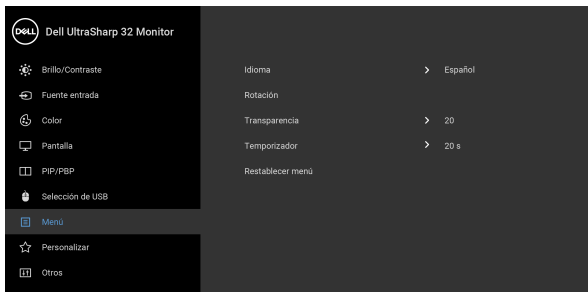 DELL Dell UltraSharp 32 Monitor
Brillo/Contraste
Fuente entrada
Color
Pantalla
PIP/PBP
Selección de USB
Menú
Personalizar
Otros
Idioma > Español
Rotación
Transparencia > 20
Temporizador > 20 s
Restablecer menú